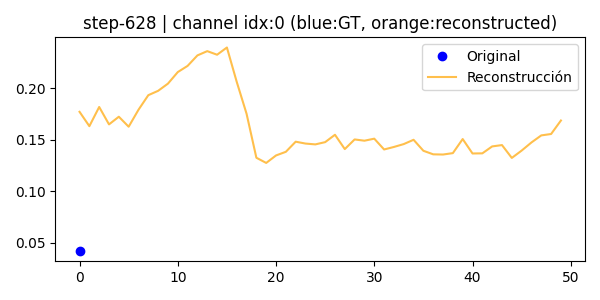 step-628 | channel idx:0 (blue:GT, orange:reconstructed)
Original
Reconstrucción
0.20
0.15
0.10
0.05
0 10 20 30 40 50